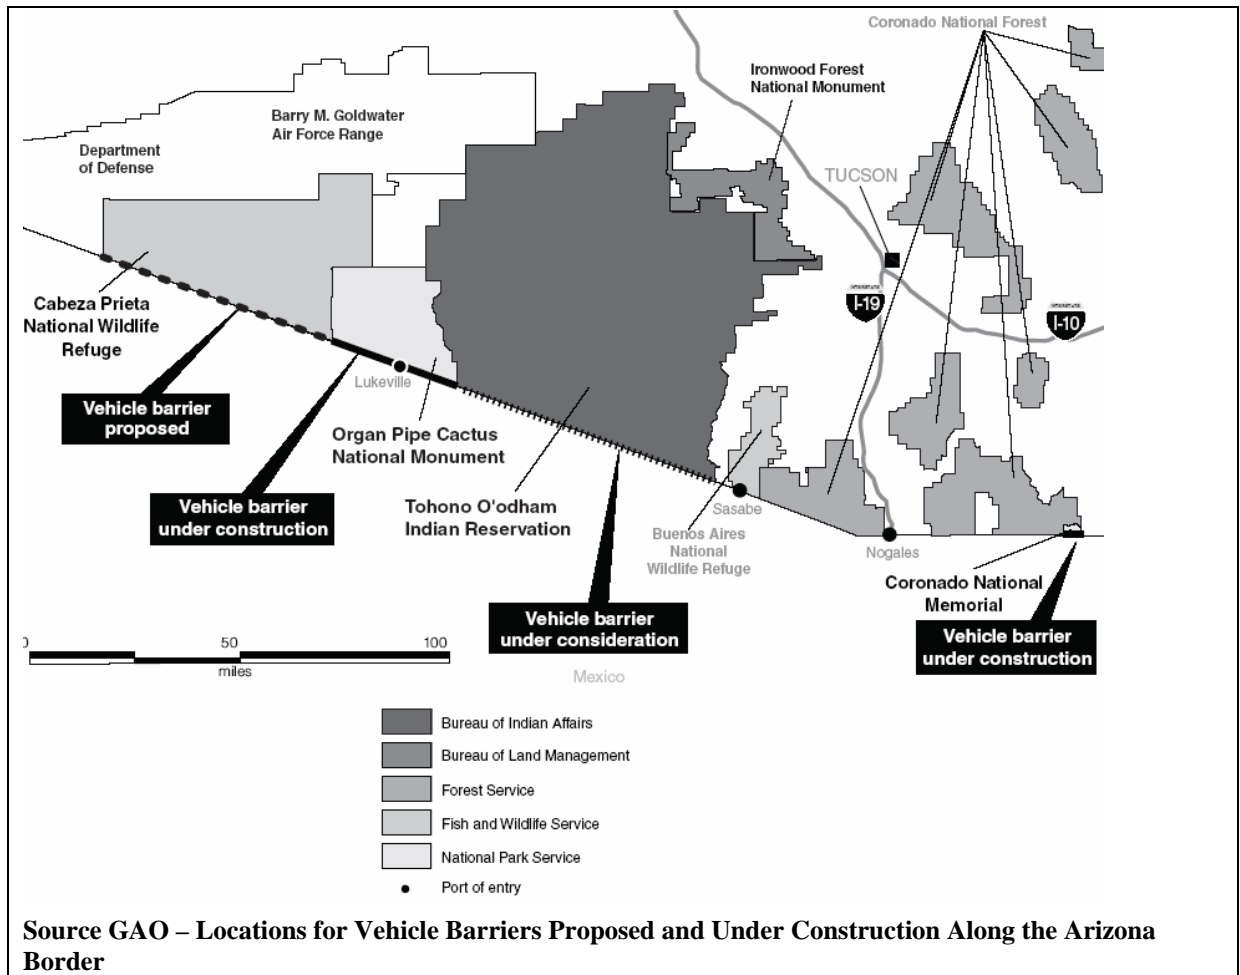 Coronado National Forest
Ironwood Forest
National Monument
Barry M. Goldwater
Air Force Range
Department
of Defense
TUCSON
INTERSTATE
I-19
INTERSTATE
I-10
Cabeza Prieta
National Wildlife
Refuge
Lukeville
Vehicle barrier
proposed
Organ Pipe Cactus
National Monument
Vehicle barrier
under construction
Tohono O'odham
Indian Reservation
Sasabe
Buenos Aires
National
Wildlife Refuge
Nogales
Coronado National
Memorial
Vehicle barrier
under consideration
Vehicle barrier
under construction
0 50 100
miles
Mexico
Bureau of Indian Affairs
Bureau of Land Management
Forest Service
Fish and Wildlife Service
National Park Service
Port of entry
Source GAO – Locations for Vehicle Barriers Proposed and Under Construction Along the Arizona
Border